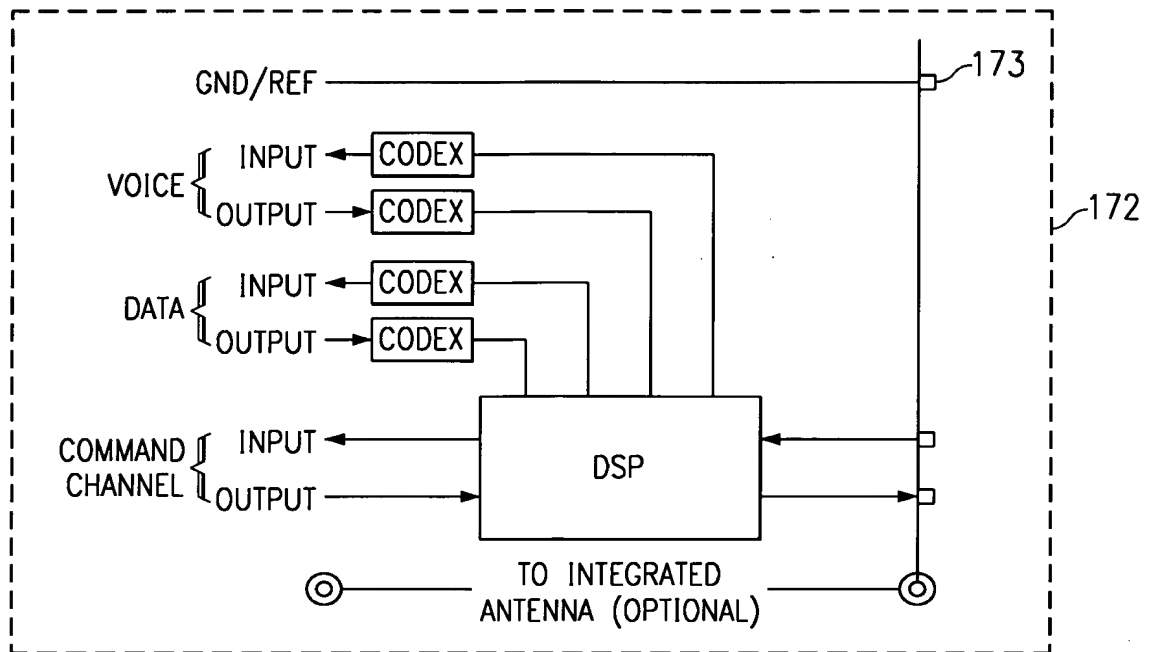 GND/REF
173
VOICE
INPUT
CODEX
OUTPUT
CODEX
172
DATA
INPUT
CODEX
OUTPUT
CODEX
COMMAND
CHANNEL
INPUT
OUTPUT
DSP
TO INTEGRATED
ANTENNA (OPTIONAL)